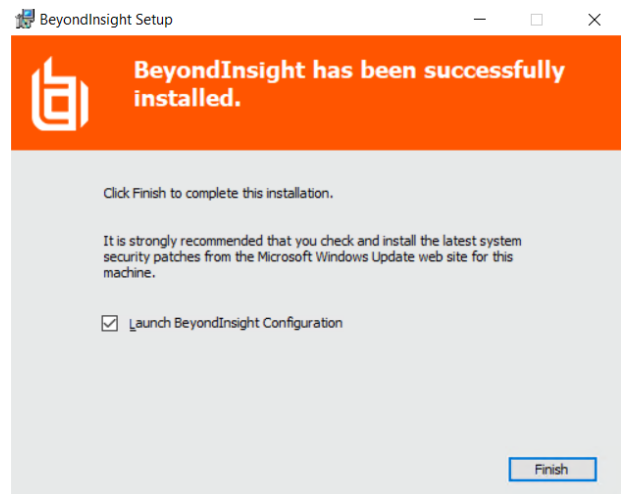 BeyondInsight Setup
BeyondInsight has been successfully
installed.
Click Finish to complete this installation.
It is strongly recommended that you check and install the latest system
security patches from the Microsoft Windows Update web site for this
machine.
Launch BeyondInsight Configuration
Finish